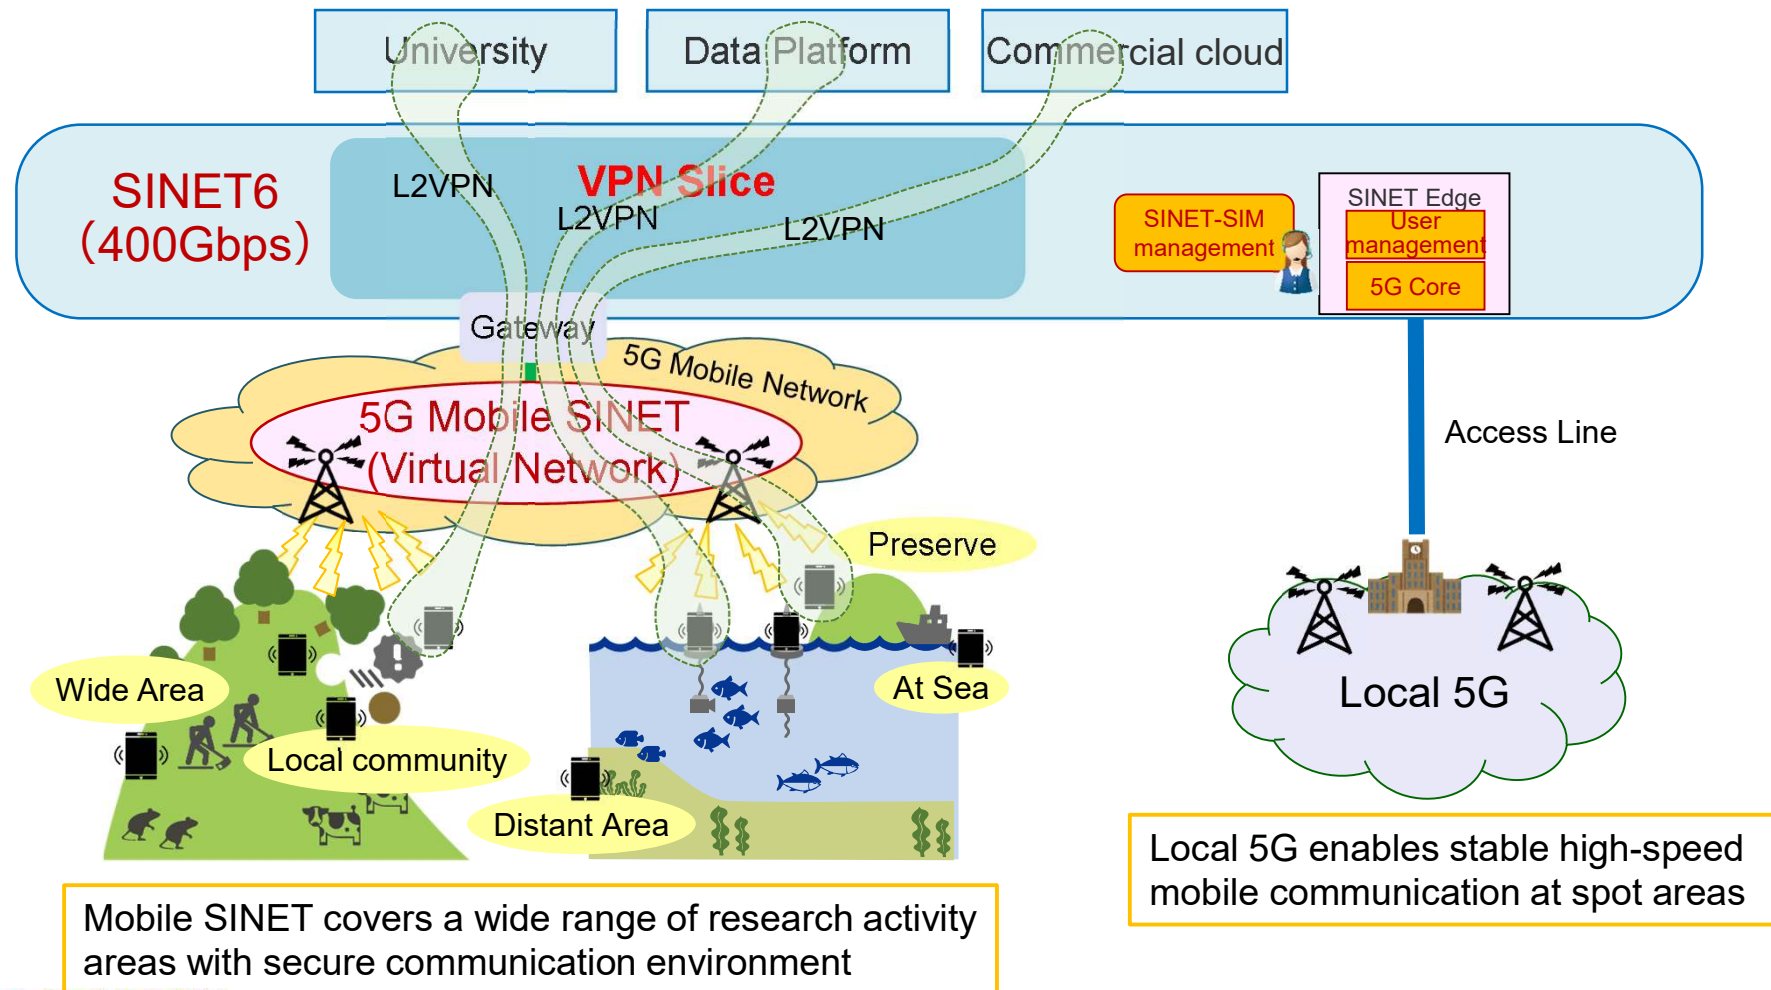 University
Data Platform
Commercial cloud
SINET6
（400Gbps）
VPN Slice
L2VPN
L2VPN
L2VPN
SINET-SIM
management
SINET Edge
User
management
5G Core
Gateway
5G Mobile Network
5G Mobile SINET
(Virtual Network)
Access Line
Preserve
Wide Area
At Sea
Local community
Distant Area
Local 5G
Mobile SINET covers a wide range of research activity
areas with secure communication environment
Local 5G enables stable high-speed
mobile communication at spot areas